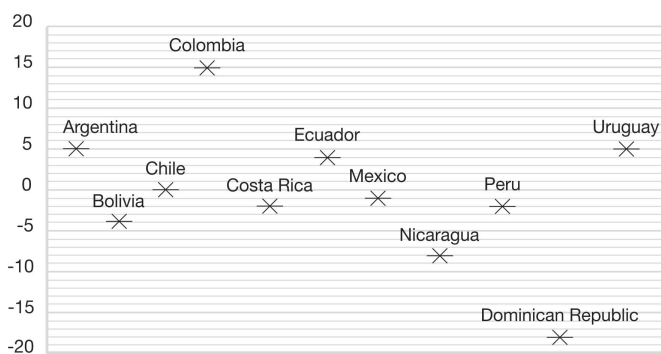 20
Colombia
15
10
Argentina
Uruguay
Ecuador
5
Chile
Mexico
Costa Rica
Peru
0
Bolivia
-5
Nicaragua
-10
-15
Dominican Republic
-20